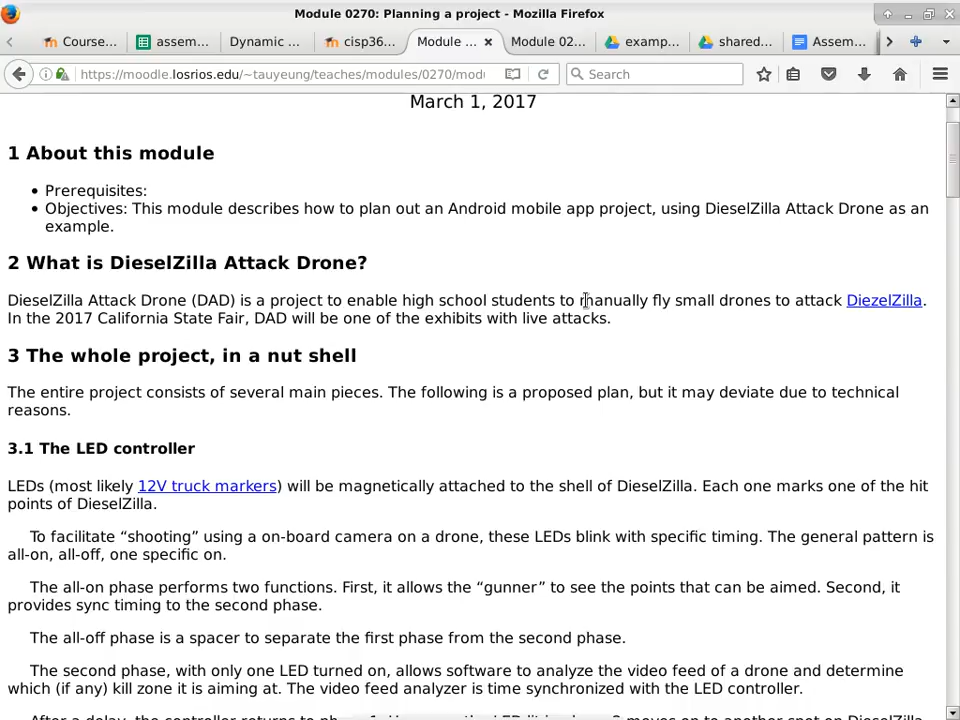 Module 0270: Planning a project - Mozilla Firefox
Course...
assem...
Dynamic ...
cisp36...
Module ...
Module 02...
examp...
shared...
Assem...
https://moodle.losrios.edu/~tauyeung/teaches/modules/0270/mod
Search
March 1, 2017
1 About this module
• Prerequisites:
• Objectives: This module describes how to plan out an Android mobile app project, using DieselZilla Attack Drone as an
example.
2 What is DieselZilla Attack Drone?
DieselZilla Attack Drone (DAD) is a project to enable high school students to manually fly small drones to attack DiezelZilla.
In the 2017 California State Fair, DAD will be one of the exhibits with live attacks.
3 The whole project, in a nut shell
The entire project consists of several main pieces. The following is a proposed plan, but it may deviate due to technical
reasons.
3.1 The LED controller
LEDs (most likely 12V truck markers) will be magnetically attached to the shell of DieselZilla. Each one marks one of the hit
points of DieselZilla.
To facilitate “shooting” using a on-board camera on a drone, these LEDs blink with specific timing. The general pattern is
all-on, all-off, one specific on.
The all-on phase performs two functions. First, it allows the “gunner” to see the points that can be aimed. Second, it
provides sync timing to the second phase.
The all-off phase is a spacer to separate the first phase from the second phase.
The second phase, with only one LED turned on, allows software to analyze the video feed of a drone and determine
which (if any) kill zone it is aiming at. The video feed analyzer is time synchronized with the LED controller.
After a delay, the controller returns to